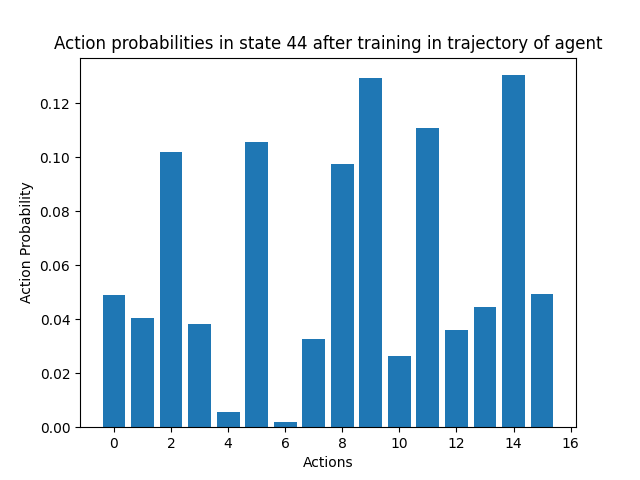 Action probabilities in state 44 after training in trajectory of agent
0.12
0.10
0.08
0.06
0.04
0.02
0.00
Action Probability
0 2 4 6 8 10 12 14 16
Actions